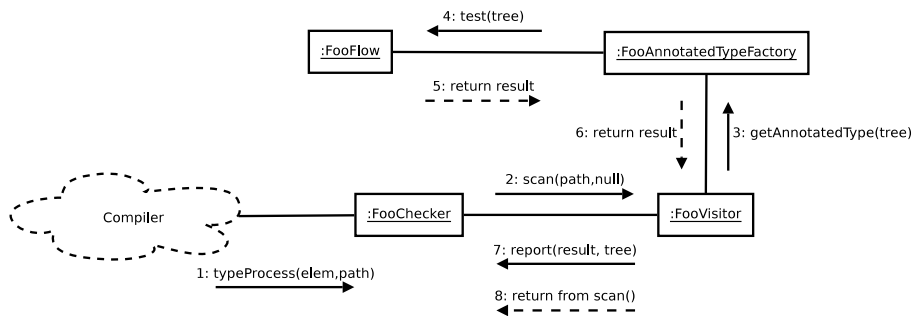 4: test(tree)
:FooFlow
:FooAnnotatedTypeFactory
5: return result
6: return result
3: getAnnotatedType(tree)
2: scan(path,null)
Compiler
:FooChecker
:FooVisitor
7: report(result, tree)
1: typeProcess(elem,path)
8: return from scan()